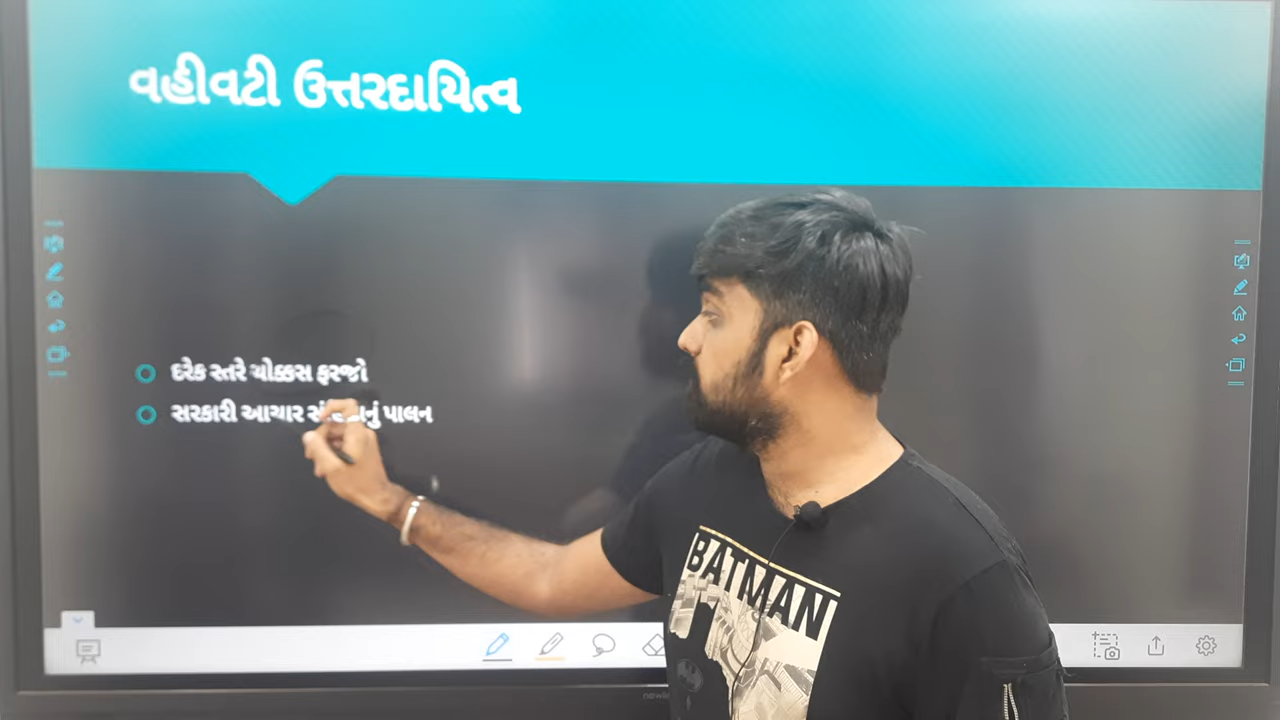 વહીવટી ઉત્તરદાયિત્વ
દરેક સ્તરે ચોક્કસ ફરજો
સરકારી આચાર પાલન
BATMAN